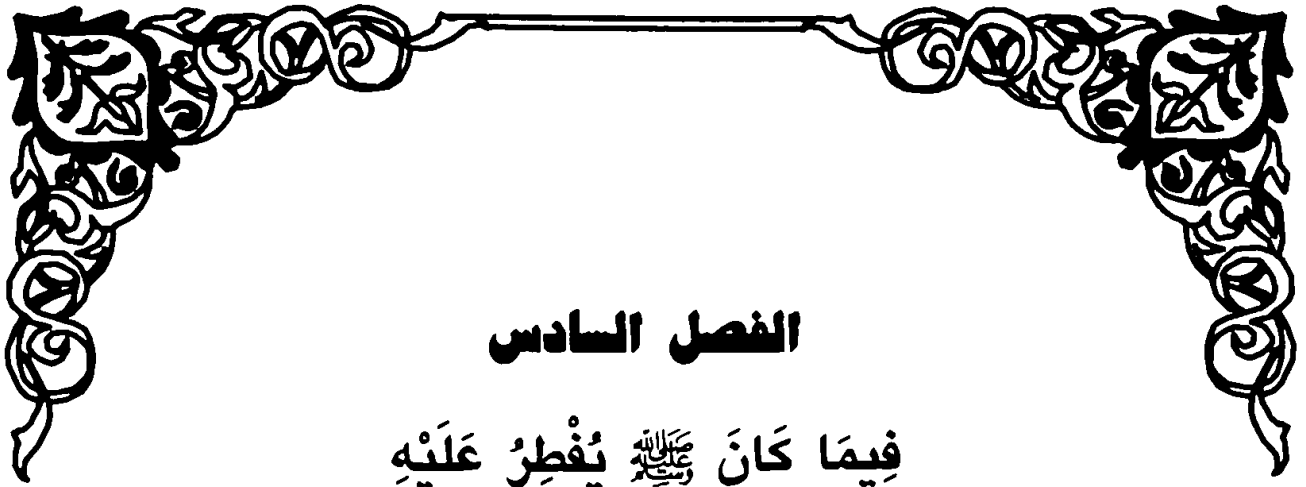 الفصل السادس
فِيمَا كَانَ ﷺ يُفْطِرُ عَلَيْهِ